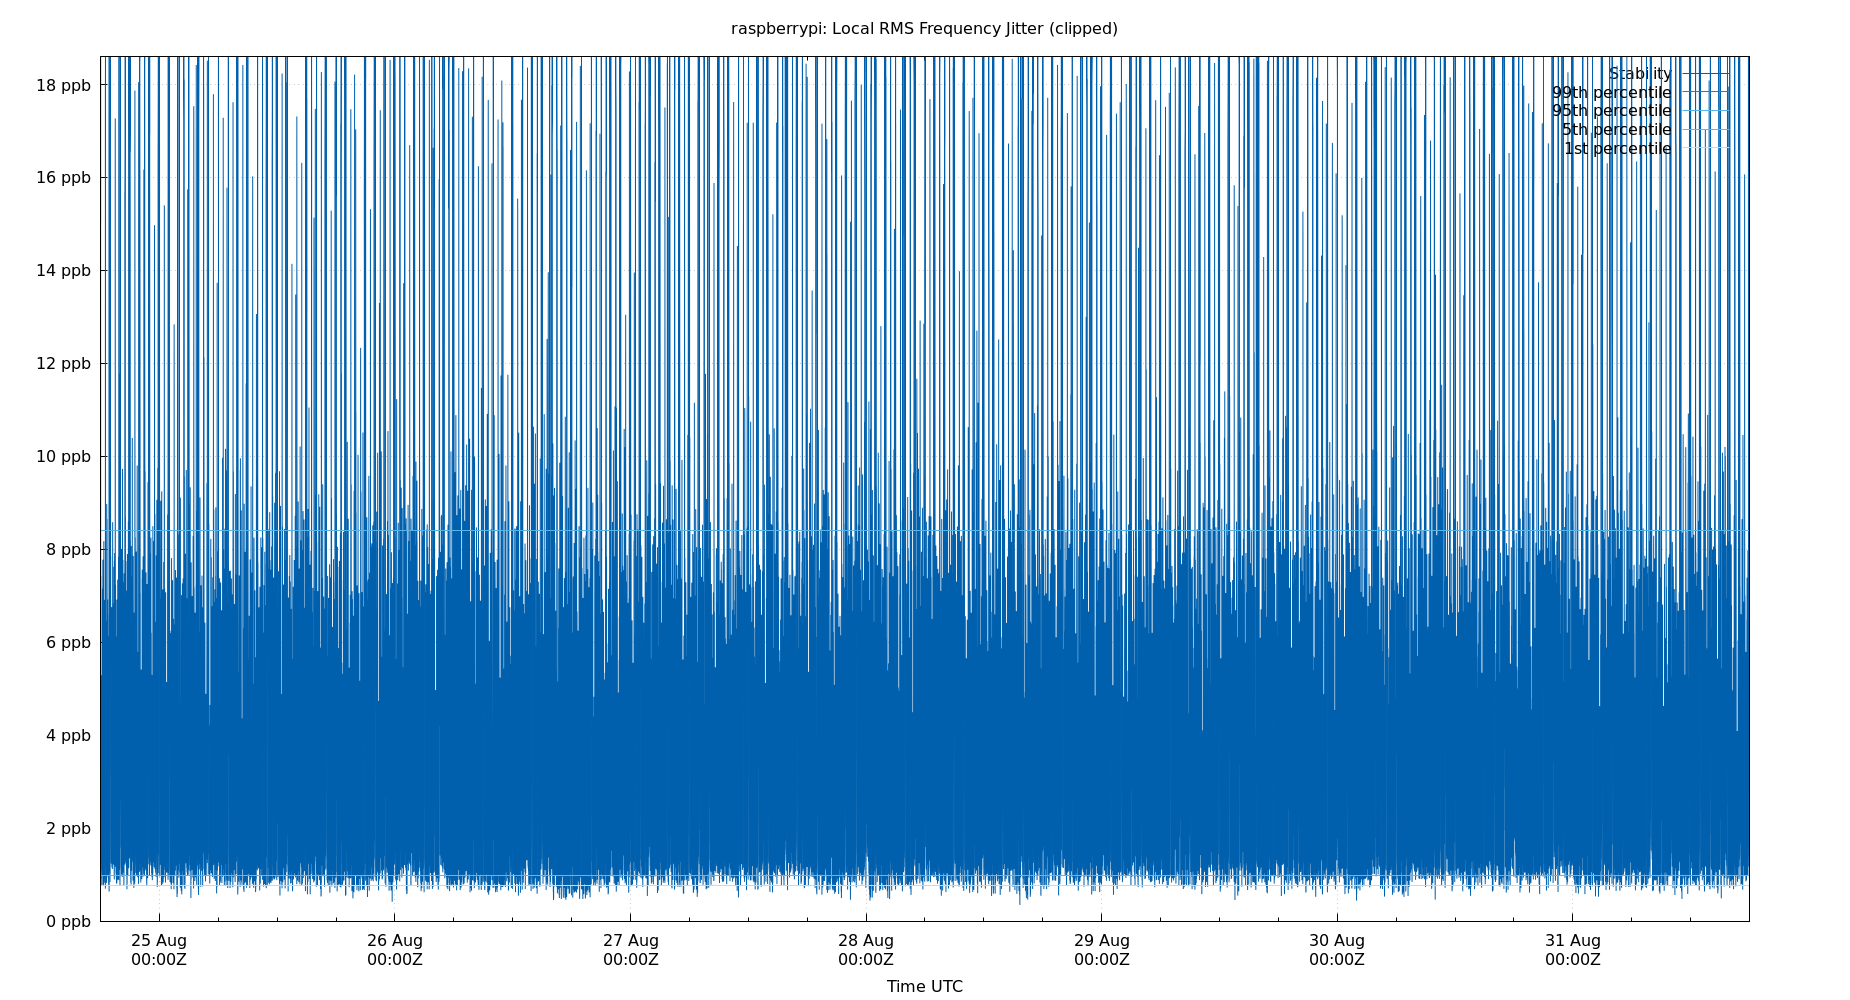 raspberrypi: Local RMS Frequency Jitter (clipped)
18 ppb
16 ppb
14 ppb
12 ppb
10 ppb
8 ppb
6 ppb
4 ppb
2 ppb
0 ppb
Stability
99th percentile
95th percentile
5th percentile
1st percentile
25 Aug 26 Aug 27 Aug 28 Aug 29 Aug 30 Aug 31 Aug
00:00Z 00:00Z 00:00Z 00:00Z 00:00Z 00:00Z 00:00Z
Time UTC